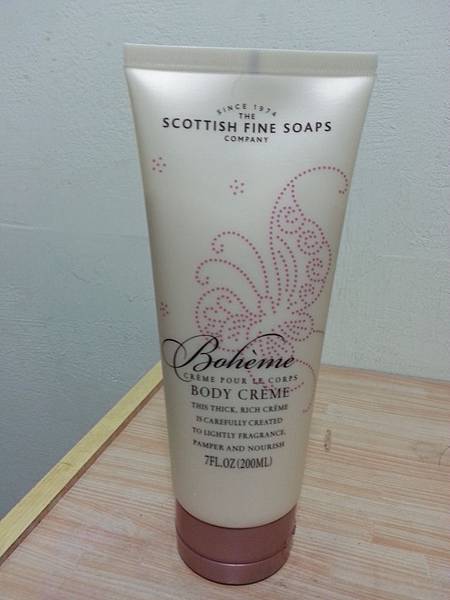 SINCE 1974
THE
SCOTTISH FINE SOAPS
COMPANY
Bohème
CRÈME POUR LE CORPS
BODY CRÈME
THIS THICK, RICH CRÈME
IS CAREFULLY CREATED
TO LIGHTLY FRAGRANCE,
PAMPER AND NOURISH
7FL.OZ(200ML)